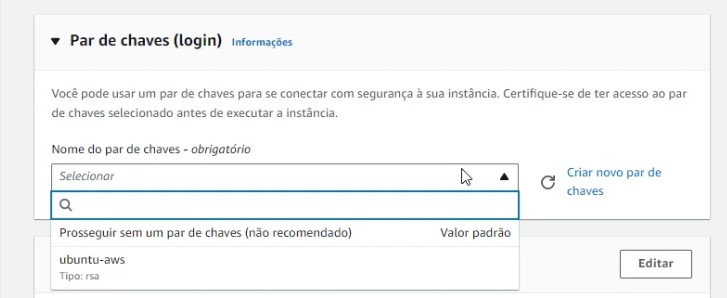 Par de chaves (login) Informações
Você pode usar um par de chaves para se conectar com segurança à sua instância. Certifique-se de ter acesso ao par
de chaves selecionado antes de executar a instância.
Nome do par de chaves - obrigatório
Selecionar
Criar novo par de
chaves
Prosseguir sem um par de chaves (não recomendado) Valor padrão
ubuntu-aws
Tipo: rsa
Editar